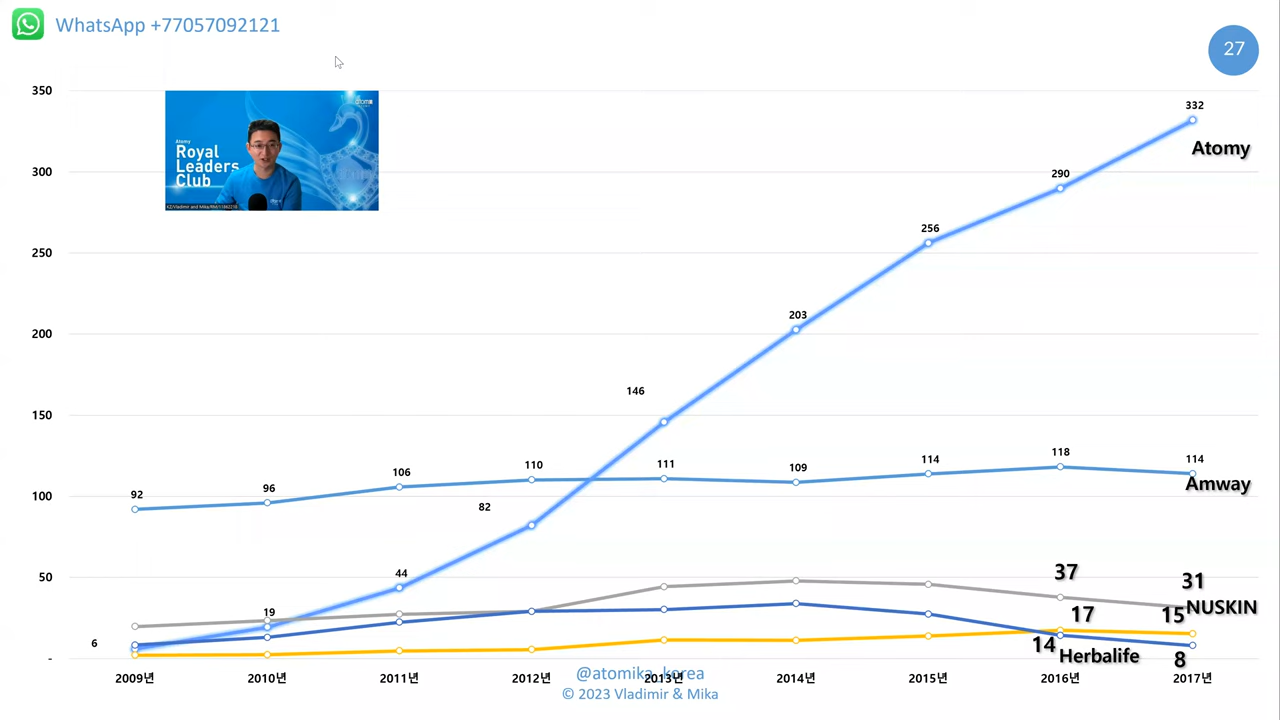 WhatsApp +77057092121
27
350
300
250
200
150
100
50
-
Atomy
Royal
Leaders
Club
332
Atomy
290
256
203
146
82
44
19
6
92
96
106
110
111
109
114
118
114
Amway
37
31
NUSKIN
17
15
14
Herbalife
8
2009년
2010년
2011년
2012년
2013년
2014년
2015년
2016년
2017년
@atomika_korea
© 2023 Vladimir & Mika